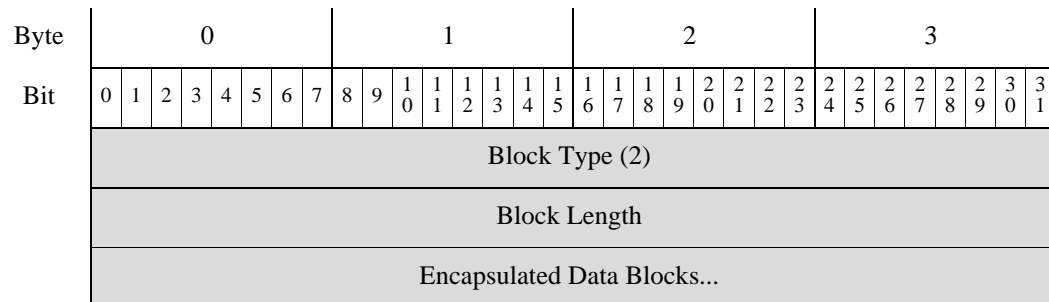 Byte 0 1 2 3
Bit 0 1 2 3 4 5 6 7 8 9 10 11 12 13 14 15 16 17 18 19 20 21 22 23 24 25 26 27 28 29 30 31
Block Type (2)
Block Length
Encapsulated Data Blocks...